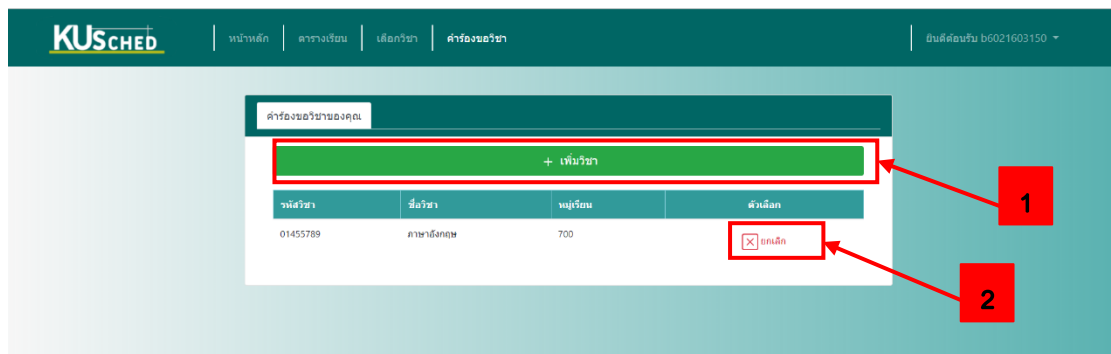 KUSCHED หน้าหลัก ตารางเรียน เลือกวิชา คำร้องขอวิชา ยินดีต้อนรับ b6021603150
คำร้องขอวิชาของคุณ
+ เพิ่มวิชา
1
รหัสวิชา ชื่อวิชา หมู่เรียน ตัวเลือก
01455789 ภาษาอังกฤษ 700 ยกเลิก
2